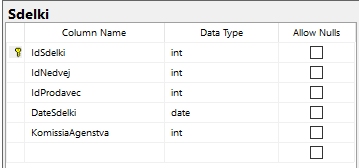 Sdelki
Column Name Data Type Allow Nulls
IdSdelki int
IdNedvej int
IdProdavec int
DateSdelki date
KomissiaAgenstva int